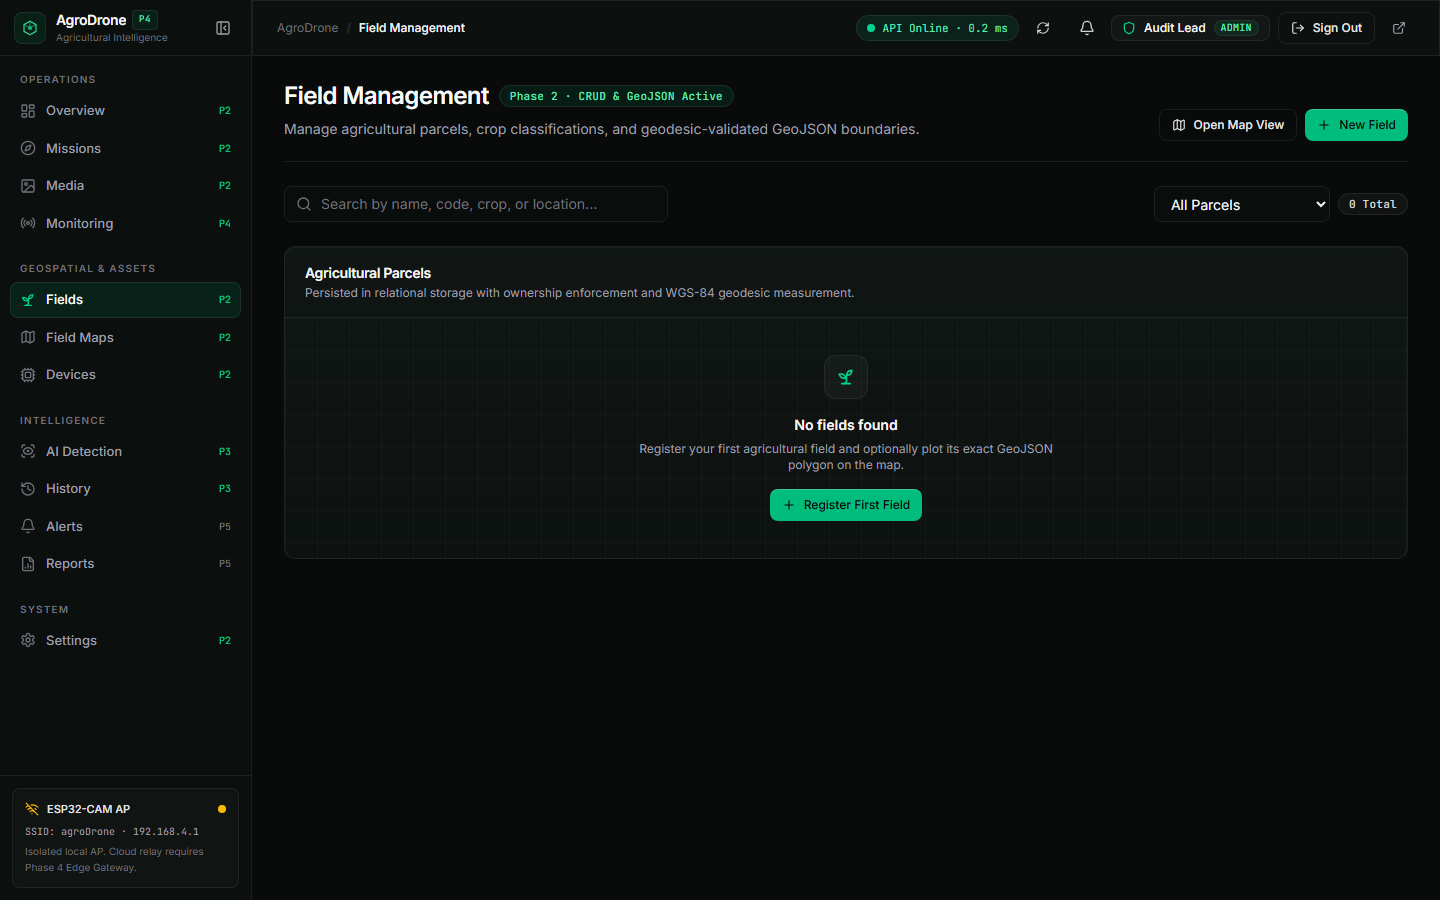 AgroDrone P4
Agricultural Intelligence
OPERATIONS
Overview P2
Missions P2
Media P2
Monitoring P4
GEOSPATIAL & ASSETS
Fields P2
Field Maps P2
Devices P2
INTELLIGENCE
AI Detection P3
History P3
Alerts P5
Reports P5
SYSTEM
Settings P2
ESP32-CAM AP
SSID: agroDrone · 192.168.4.1
Isolated local AP. Cloud relay requires
Phase 4 Edge Gateway.
AgroDrone / Field Management
API Online · 0.2 ms
Audit Lead ADMIN
Sign Out
Field Management Phase 2 · CRUD & GeoJSON Active
Manage agricultural parcels, crop classifications, and geodesic-validated GeoJSON boundaries.
Open Map View
+ New Field
Search by name, code, crop, or location...
All Parcels
0 Total
Agricultural Parcels
Persisted in relational storage with ownership enforcement and WGS-84 geodesic measurement.
No fields found
Register your first agricultural field and optionally plot its exact GeoJSON
polygon on the map.
+ Register First Field